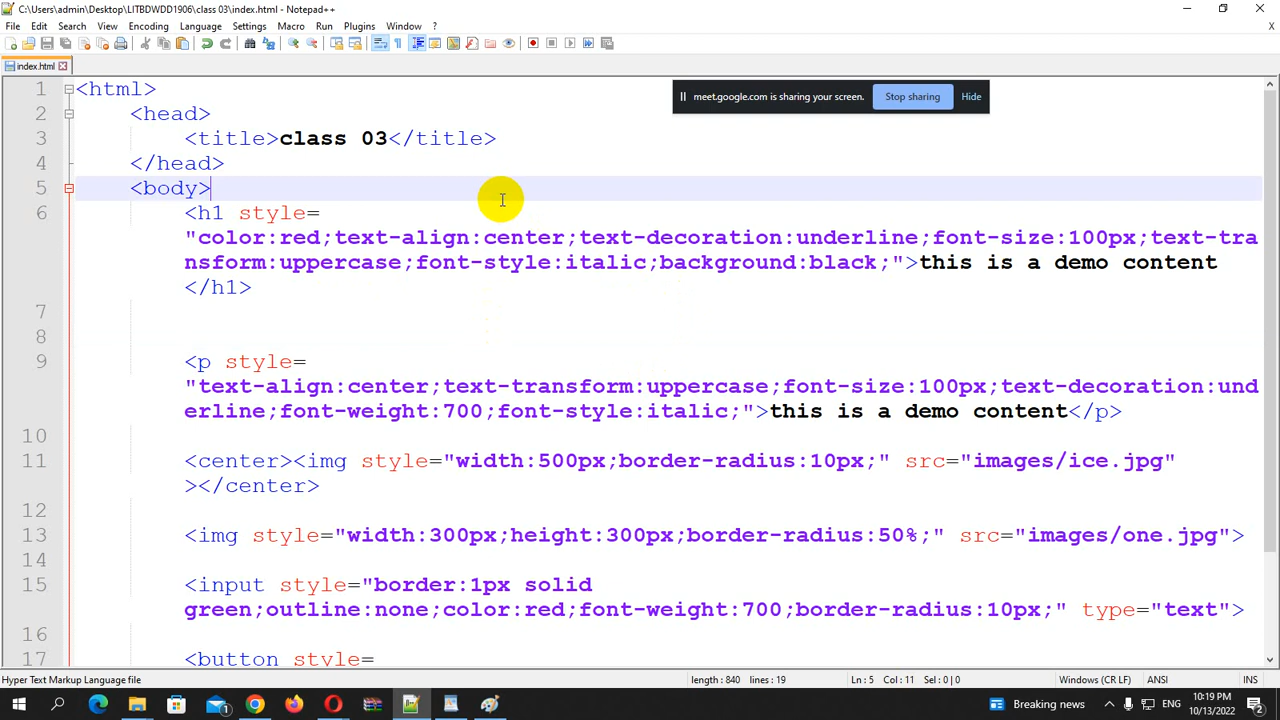 C:\Users\admin\Desktop\LITBDWDD1906\class 03\index.html - Notepad++
File Edit Search View Encoding Language Settings Macro Run Plugins Window ?
X
index.html
1 <html>
meet.google.com is sharing your screen. Stop sharing Hide
2 <head>
3 <title>class 03</title>
4 </head>
5 <body>
6 <h1 style=
"color:red;text-align:center;text-decoration:underline;font-size:100px;text-tra
nsform:uppercase;font-style:italic;background:black;">this is a demo content
</h1>
7
8
9 <p style=
"text-align:center;text-transform:uppercase;font-size:100px;text-decoration:und
erline;font-weight:700;font-style:italic;">this is a demo content</p>
10
11 <center><img style="width:500px;border-radius:10px;" src="images/ice.jpg"
></center>
12
13 <img style="width:300px;height:300px;border-radius:50%;" src="images/one.jpg">
14
15 <input style="border:1px solid
green;outline:none;color:red;font-weight:700;border-radius:10px;" type="text">
16
17 <button style=
Hyper Text Markup Language file length : 840 lines : 19 Ln : 5 Col : 11 Sel : 0 | 0 Windows (CR LF) ANSI INS
Breaking news ENG 10:19 PM
10/13/2022
2